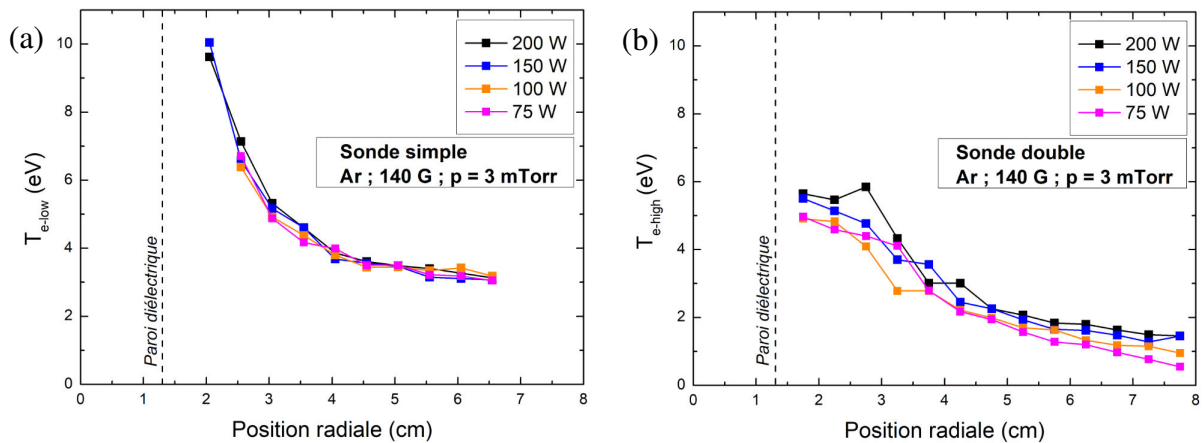 (a)
10
8
6
4
2
0
T_e-low (eV)
Paroi diélectrique
200 W
150 W
100 W
75 W
Sonde simple
Ar ; 140 G ; p = 3 mTorr
0 1 2 3 4 5 6 7 8
Position radiale (cm)
(b)
10
8
6
4
2
0
T_e-high (eV)
Paroi diélectrique
200 W
150 W
100 W
75 W
Sonde double
Ar ; 140 G ; p = 3 mTorr
0 1 2 3 4 5 6 7 8
Position radiale (cm)